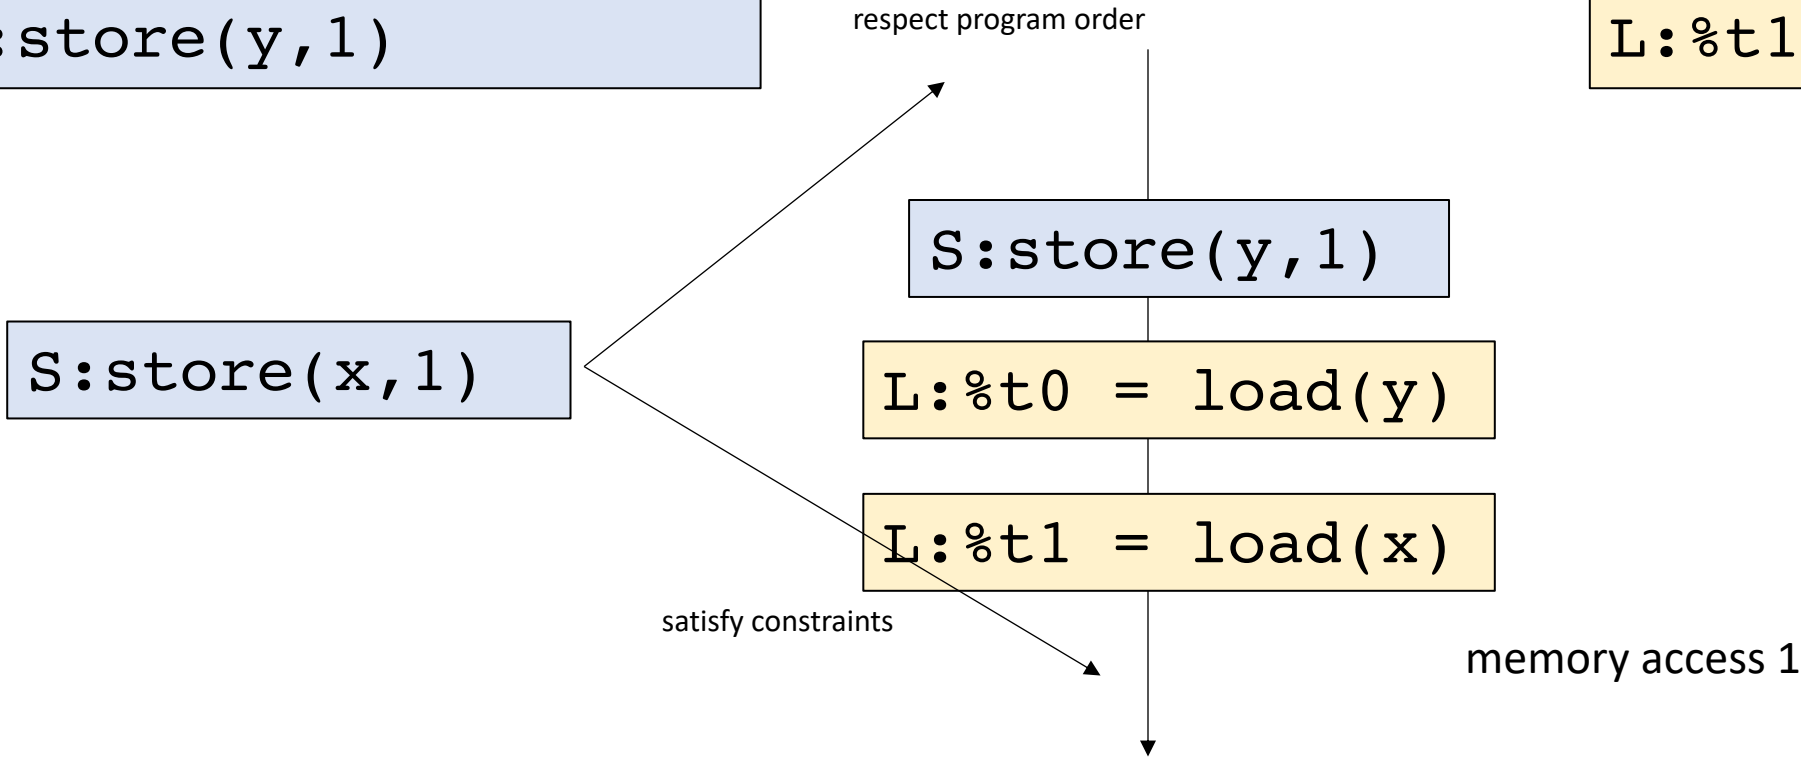 respect program order
:store(y,1)
L:%t1
S:store(y,1)
S:store(x,1)
L:%t0 = load(y)
L:%t1 = load(x)
satisfy constraints
memory access 1